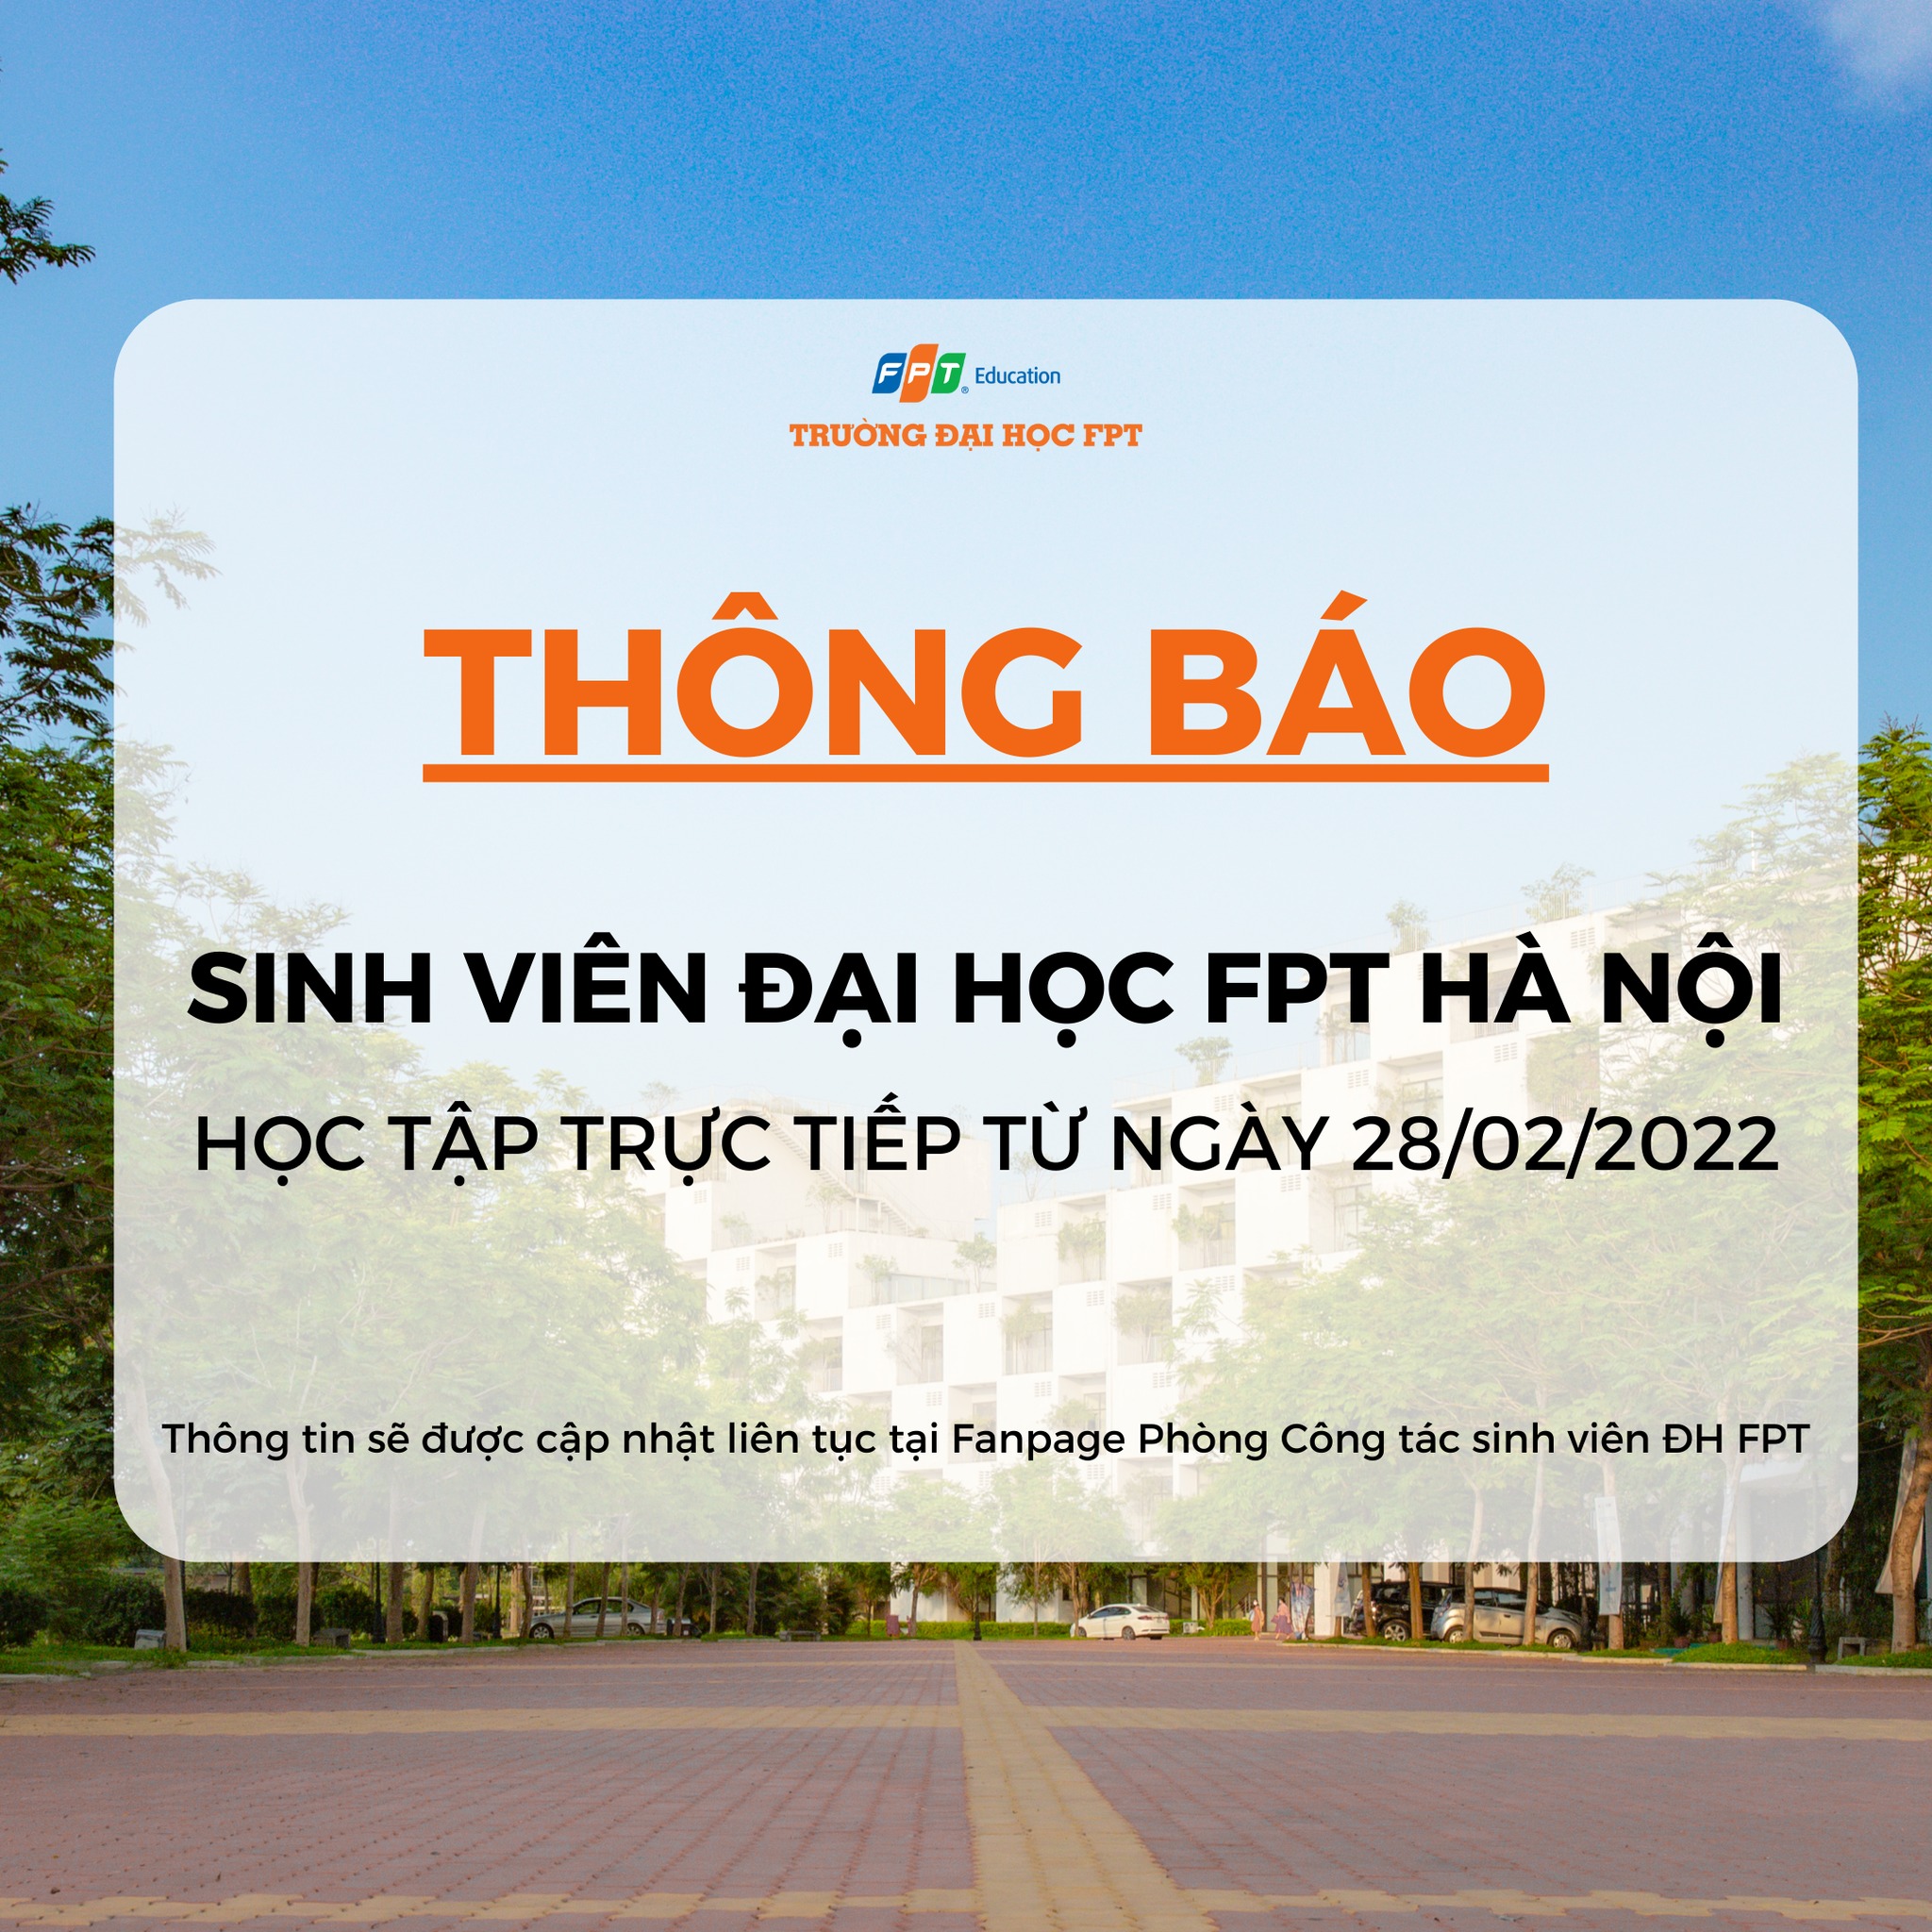 FPT® Education
TRƯỜNG ĐẠI HỌC FPT
THÔNG BÁO
SINH VIÊN ĐẠI HỌC FPT HÀ NỘI
HỌC TẬP TRỰC TIẾP TỪ NGÀY 28/02/2022
Thông tin sẽ được cập nhật liên tục tại Fanpage Phòng Công tác sinh viên ĐH FPT